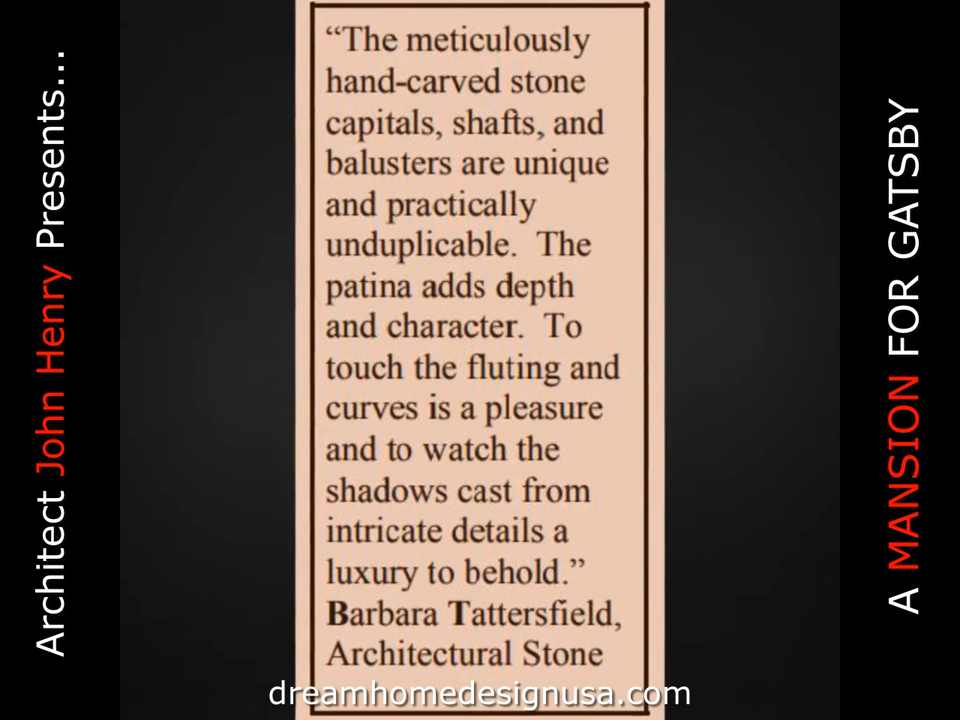 Architect John Henry Presents...
“The meticulously
hand-carved stone
capitals, shafts, and
balusters are unique
and practically
unduplicable.  The
patina adds depth
and character.  To
touch the fluting and
curves is a pleasure
and to watch the
shadows cast from
intricate details a
luxury to behold.”
Barbara Tattersfield,
Architectural Stone
dreamhomedesignusa.com
A MANSION FOR GATSBY